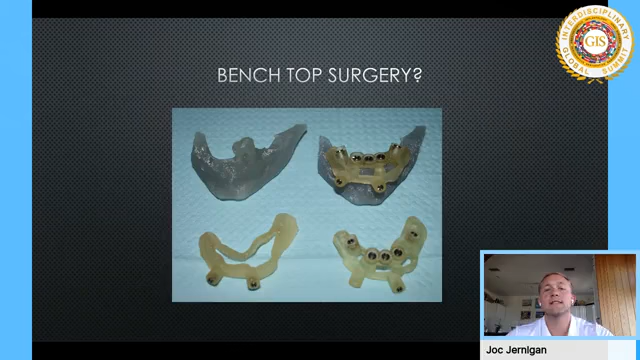 BENCH TOP SURGERY?
INTERDISCIPLINARY
GIS
GLOBAL SUMMIT
Joc Jernigan